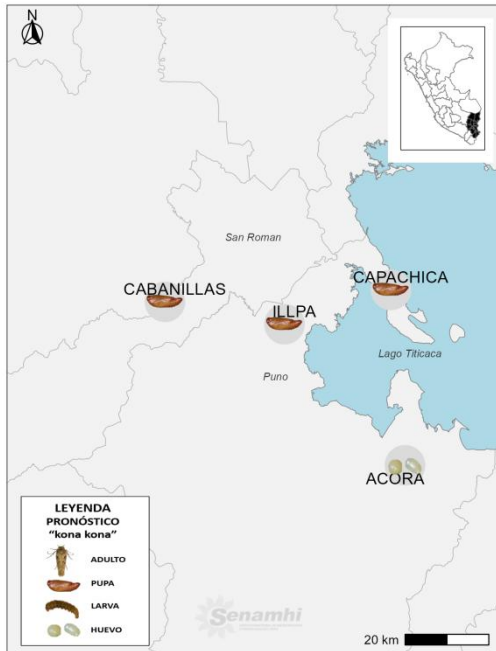 N
San Roman
CABANILLAS
CAPACHICA
ILLPA
Lago Titicaca
Puno
ACORA
LEYENDA
PRONÓSTICO
"kona kona"
ADULTO
PUPA
LARVA
HUEVO
Senamhi
20 km